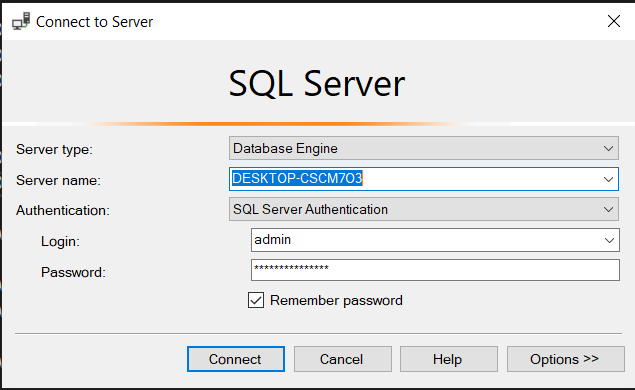 Connect to Server
SQL Server
Server type: Database Engine
Server name: DESKTOP-CSCM7O3
Authentication: SQL Server Authentication
Login: admin
Password: ***************
Remember password
Connect Cancel Help Options >>